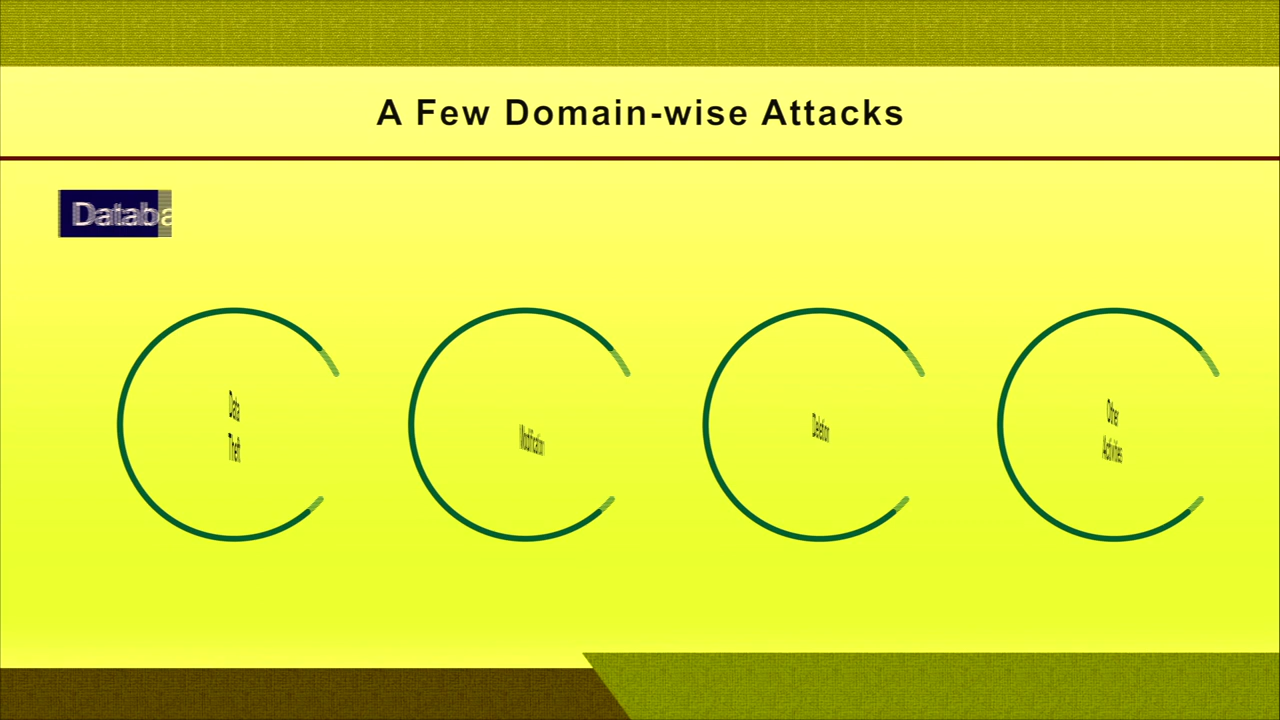 A Few Domain-wise Attacks
Databa
Data
Theft
Modification
Deletion
Other
Activities